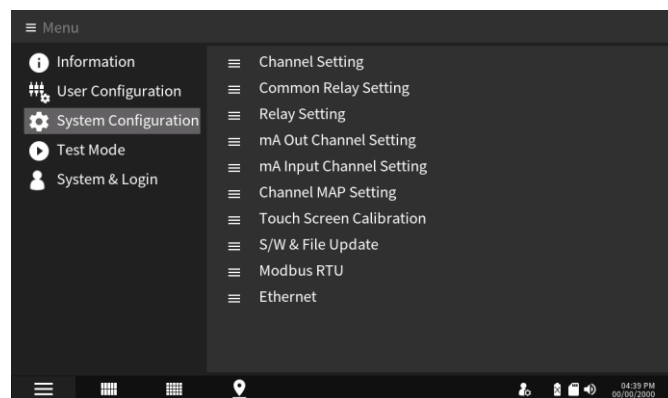 Menu
Information
User Configuration
System Configuration
Test Mode
System & Login
Channel Setting
Common Relay Setting
Relay Setting
mA Out Channel Setting
mA Input Channel Setting
Channel MAP Setting
Touch Screen Calibration
S/W & File Update
Modbus RTU
Ethernet
04:39 PM
00/00/2000